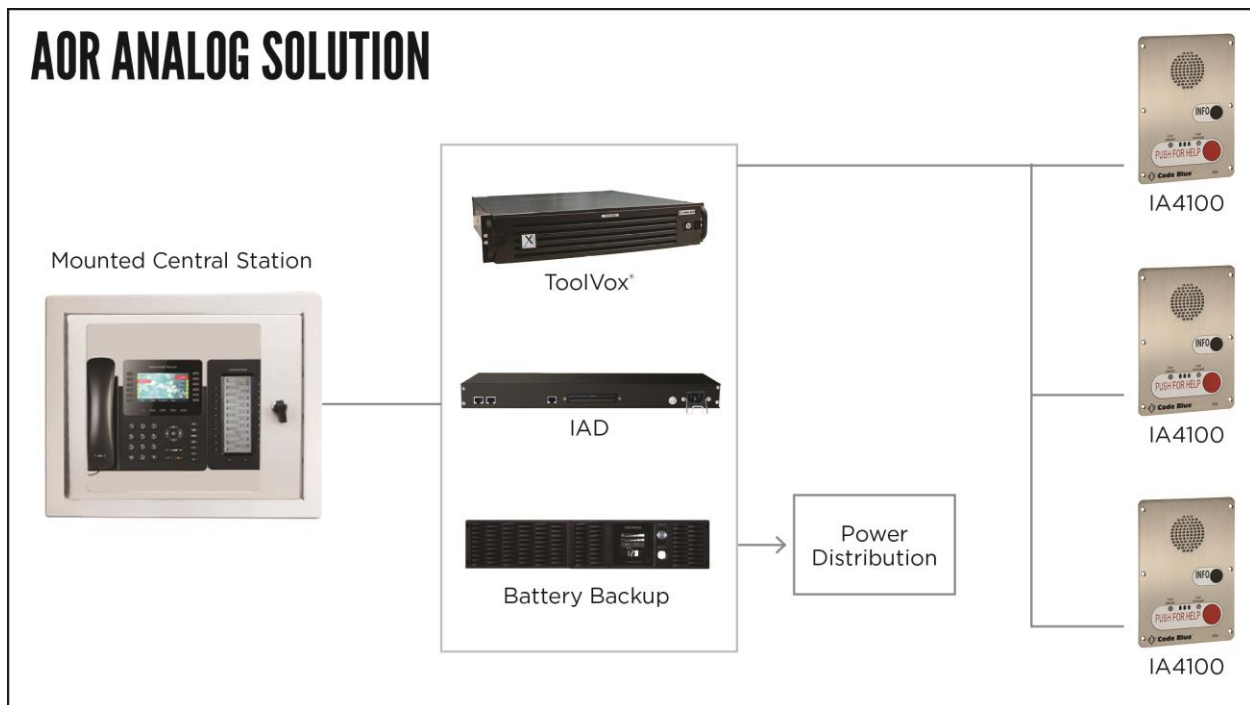 AOR ANALOG SOLUTION
Mounted Central Station
ToolVox®
IAD
Battery Backup
Power
Distribution
INFO
PUSH FOR HELP
Code Blue
IA4100
INFO
PUSH FOR HELP
Code Blue
IA4100
INFO
PUSH FOR HELP
Code Blue
IA4100